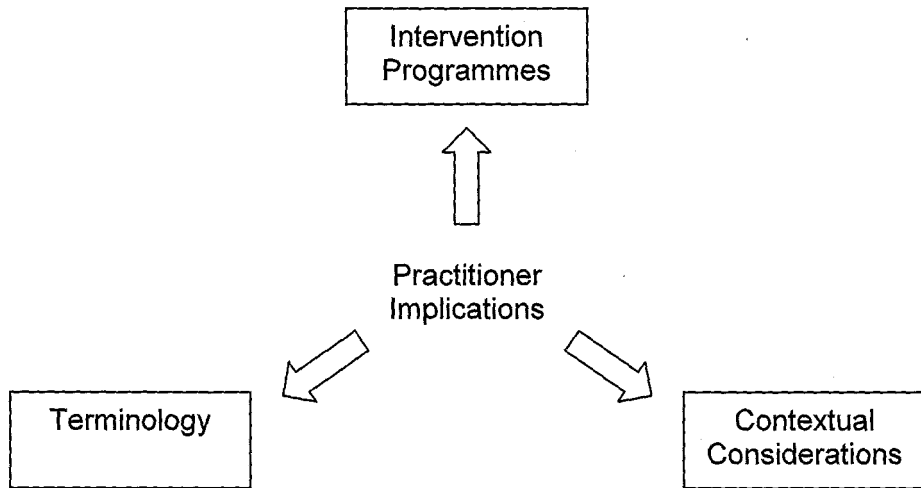 Intervention
Programmes
Practitioner
Implications
Terminology
Contextual
Considerations